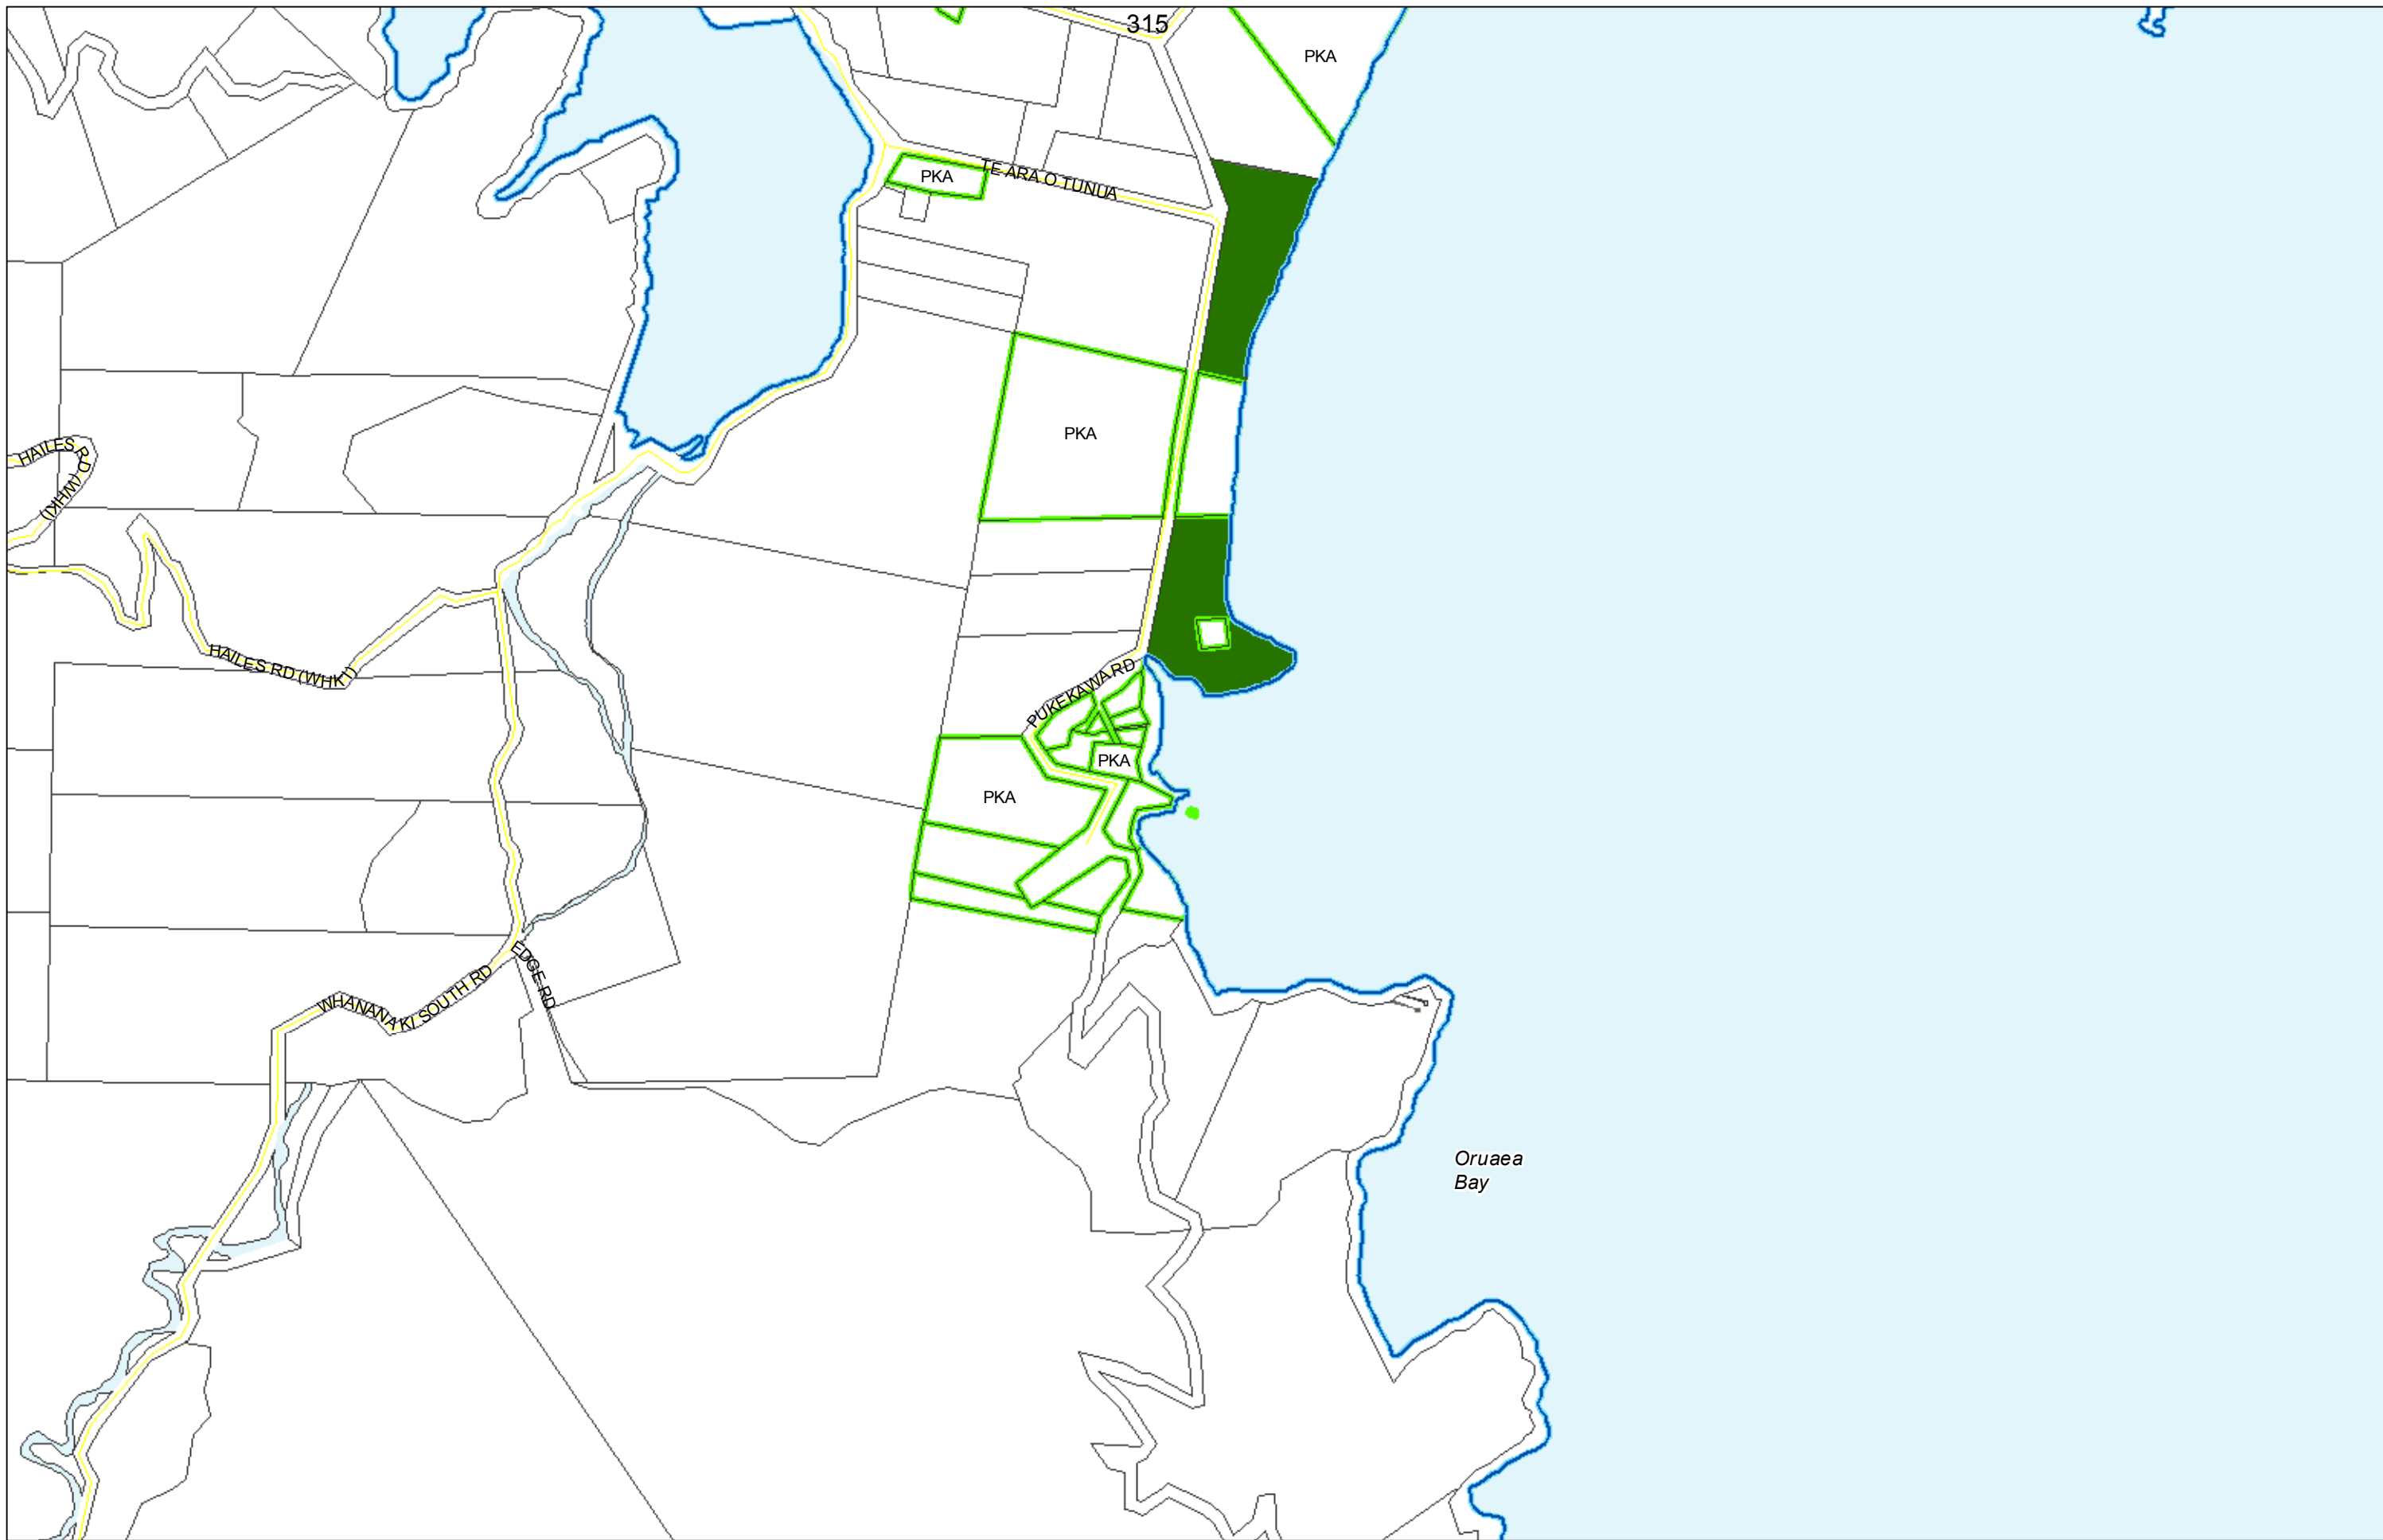 315
PKA
PKA
TE ARA O TUNUA
PKA
HAILES RD (WHK)
HAILES RD (WHK)
PUKEKAWA RD
PKA
PKA
EDGE RD
WHANANAKI SOUTH RD
Oruaea
Bay